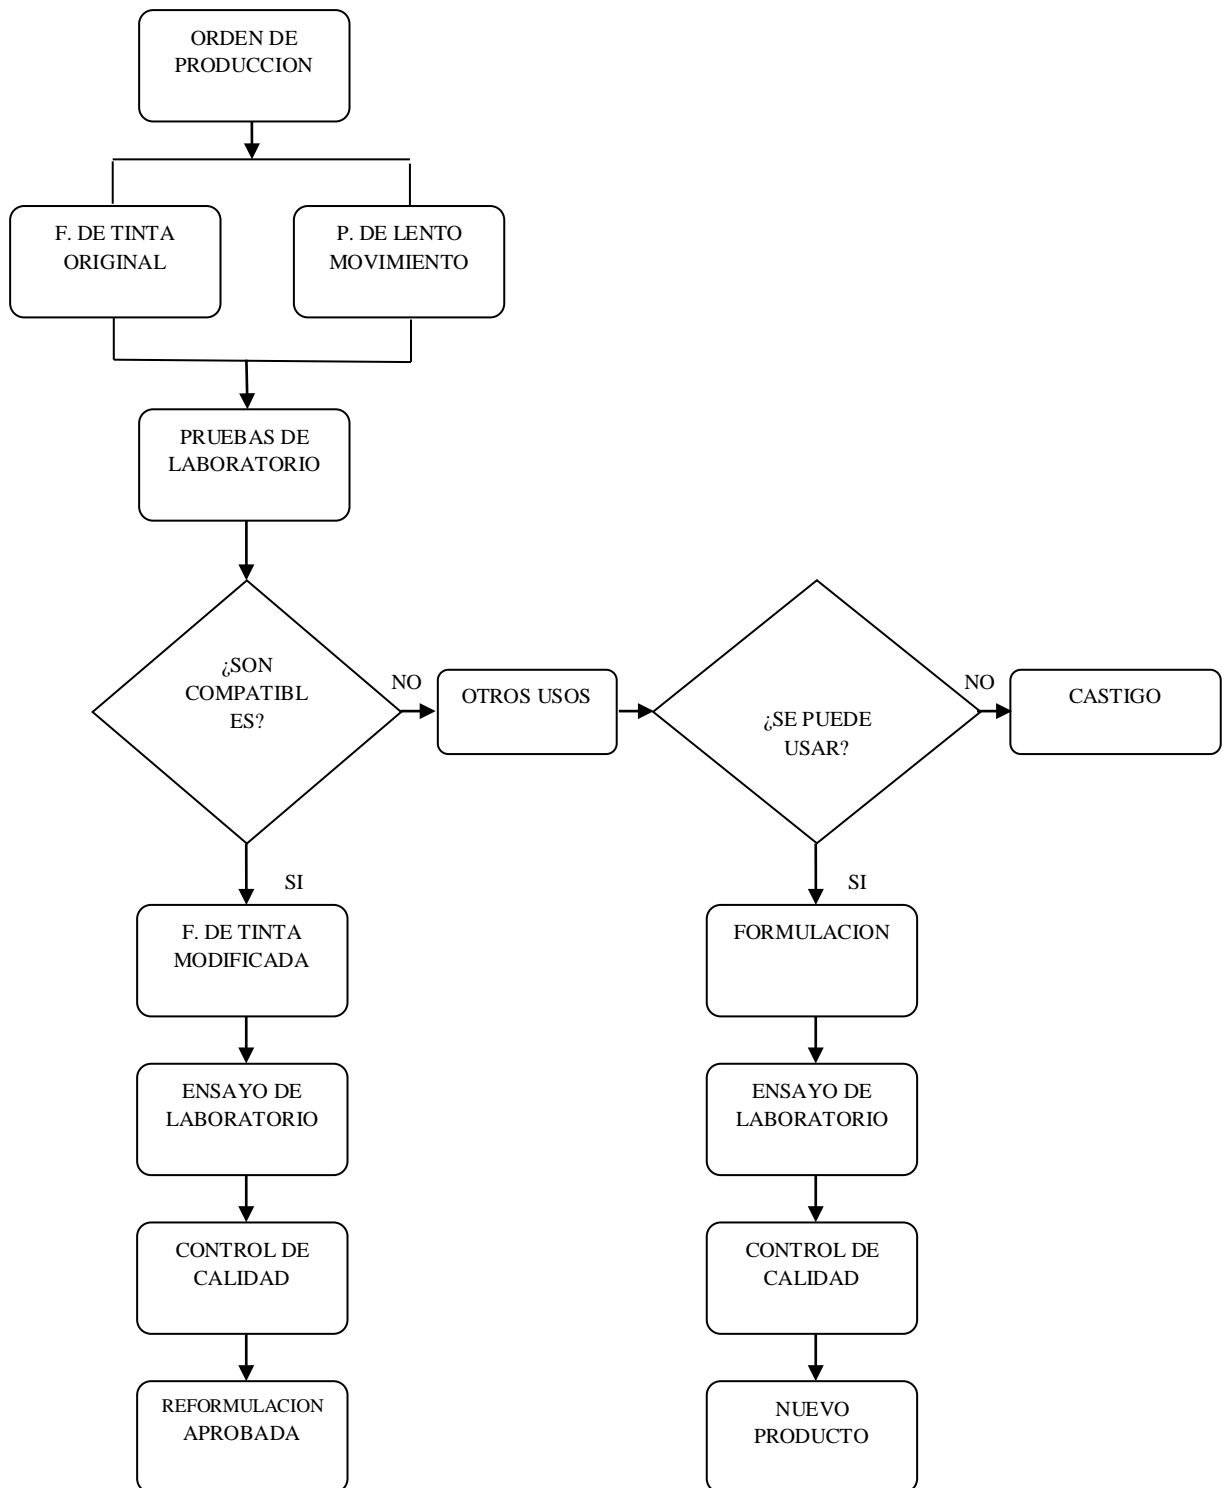 ORDEN DE
PRODUCCION
F. DE TINTA
ORIGINAL
P. DE LENTO
MOVIMIENTO
PRUEBAS DE
LABORATORIO
¿SON
COMPATIBL
ES?
NO
OTROS USOS
¿SE PUEDE
USAR?
NO
CASTIGO
SI
F. DE TINTA
MODIFICADA
ENSAYO DE
LABORATORIO
CONTROL DE
CALIDAD
REFORMULACION
APROBADA
SI
FORMULACION
ENSAYO DE
LABORATORIO
CONTROL DE
CALIDAD
NUEVO
PRODUCTO